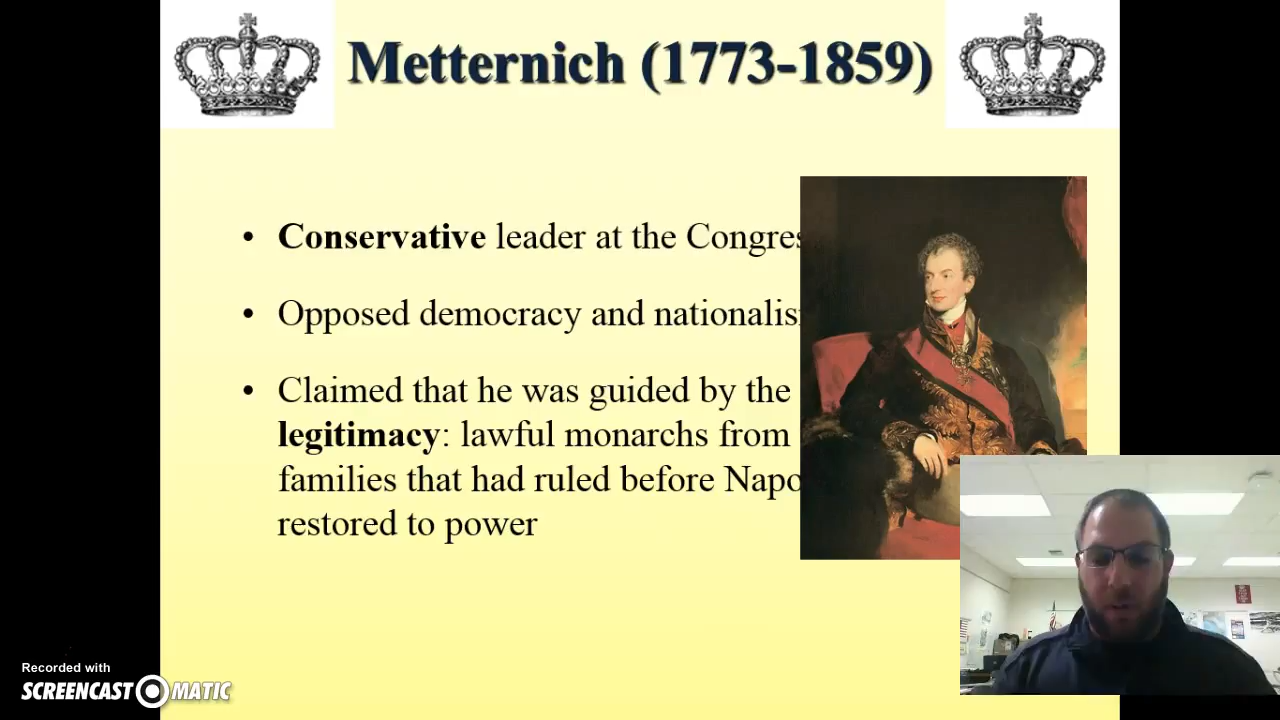 Metternich (1773-1859)
• Conservative leader at the Congres
• Opposed democracy and nationalis
• Claimed that he was guided by the
legitimacy: lawful monarchs from
families that had ruled before Napo
restored to power
Recorded with
SCREENCAST MATIC